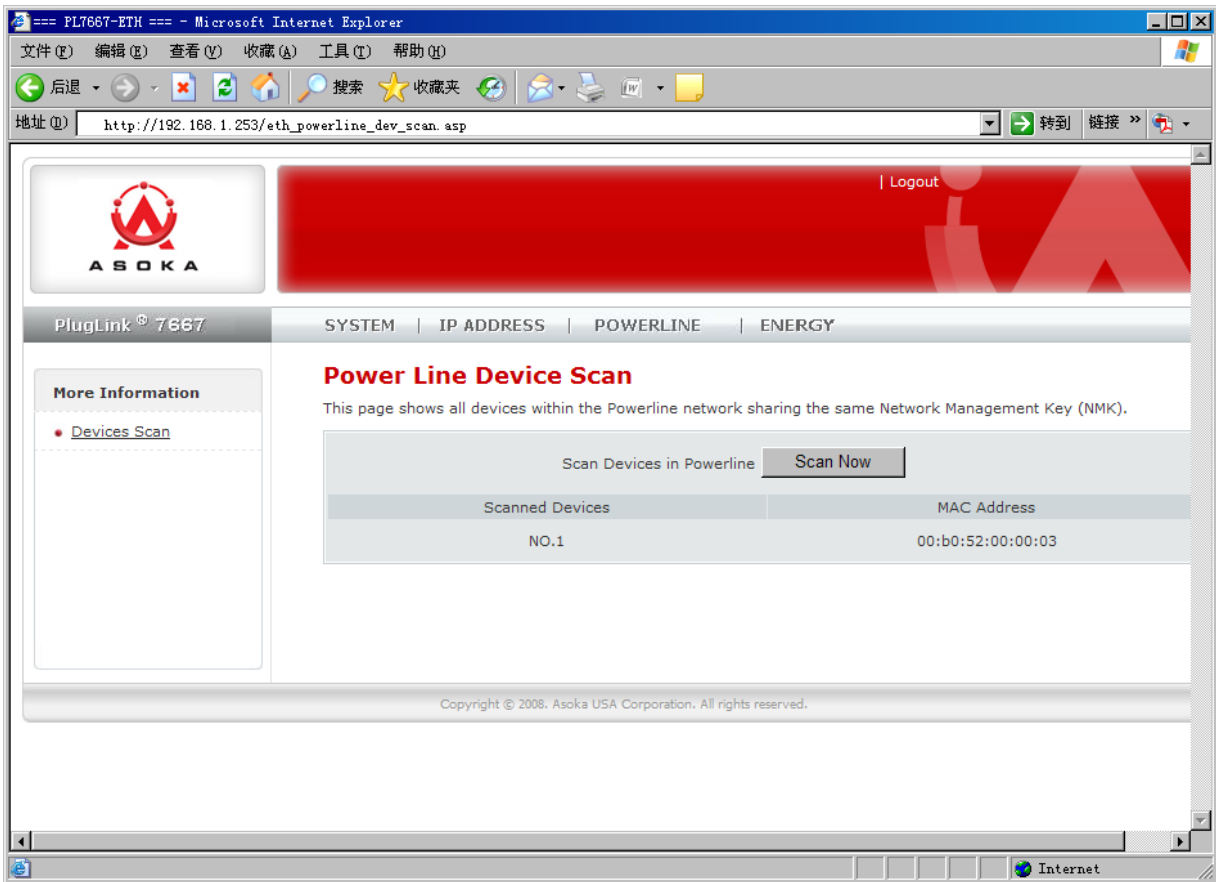 === PL7667-ETH === - Microsoft Internet Explorer
文件(F) 编辑(E) 查看(V) 收藏(A) 工具(T) 帮助(H)
后退 搜索 收藏夹
地址(D) http://192.168.1.253/eth_powerline_dev_scan.asp 转到 链接 »
| Logout
ASOKA
PlugLink ® 7667
SYSTEM | IP ADDRESS | POWERLINE | ENERGY
More Information
Devices Scan
Power Line Device Scan
This page shows all devices within the Powerline network sharing the same Network Management Key (NMK).
Scan Devices in Powerline Scan Now
Scanned Devices MAC Address
NO.1 00:b0:52:00:00:03
Copyright © 2008. Asoka USA Corporation. All rights reserved.
Internet